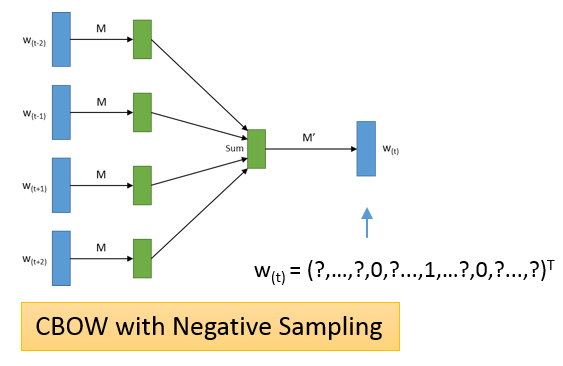 w(t-2)
M
w(t-1)
M
Sum
M’
w(t)
w(t+1)
M
w(t+2)
M
w(t) = (?,…,?,0,?…,1,…?,0,?…,?)T
CBOW with Negative Sampling